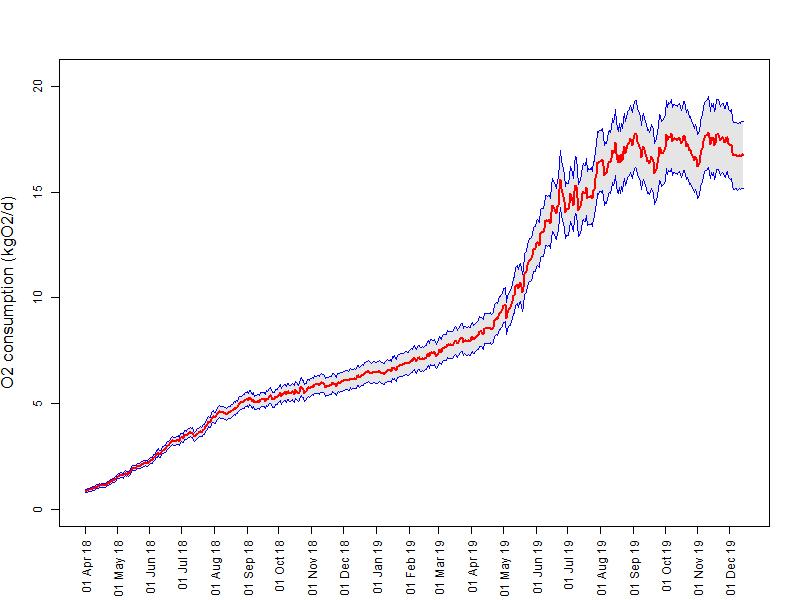 O2 consumption (kgO2/d)
20
15
10
5
0
01 Apr 18
01 May 18
01 Jun 18
01 Jul 18
01 Aug 18
01 Sep 18
01 Oct 18
01 Nov 18
01 Dec 18
01 Jan 19
01 Feb 19
01 Mar 19
01 Apr 19
01 May 19
01 Jun 19
01 Jul 19
01 Aug 19
01 Sep 19
01 Oct 19
01 Nov 19
01 Dec 19